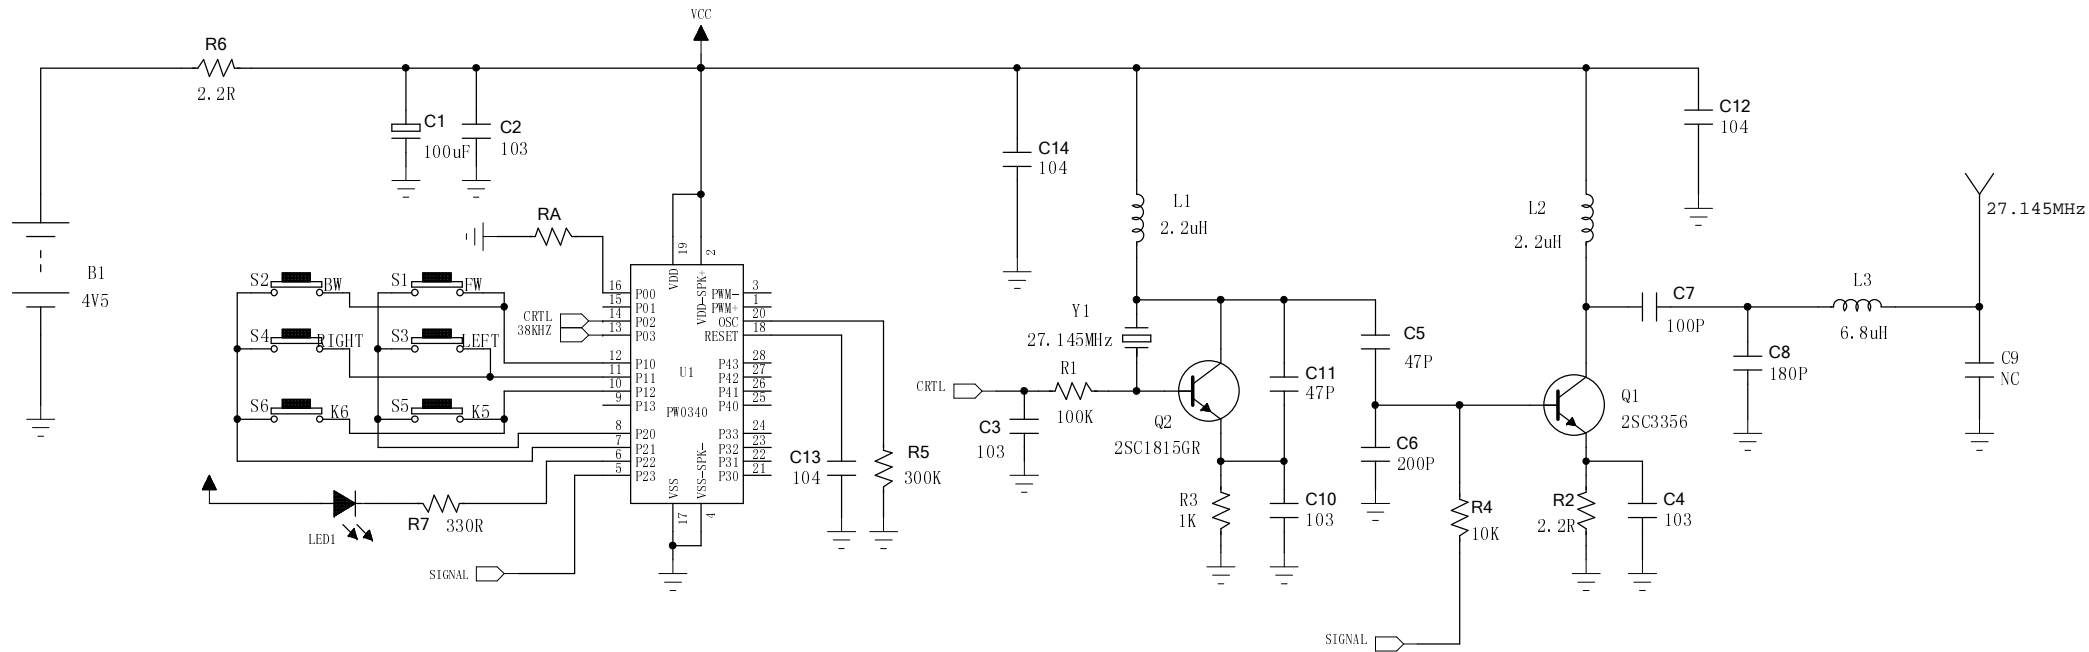 VCC
R6
2.2R
C1
100uF
C2
103
C14
104
C12
104
B1
4V5
RA
L1
2.2uH
L2
2.2uH
27.145MHz
S2
BW
S1
FW
S4
RIGHT
S3
LEFT
S6
K6
S5
K5
CRTL
38KHZ
16
15
14
13
12
11
10
9
8
7
6
5
P00
P01
P02
P03
P10
P11
P12
P13
P20
P21
P22
P23
19
2
VDD
VDD-SPK+
U1
PW0340
VSS
VSS-SPK-
17
4
PWM-
PWM+
OSC
RESET
P43
P42
P41
P40
P33
P32
P31
P30
3
1
20
18
28
27
26
25
24
23
22
21
C13
104
R5
300K
LED1
R7
330R
SIGNAL
Y1
27.145MHz
CRTL
R1
100K
C3
103
Q2
2SC1815GR
C11
47P
C5
47P
C6
200P
R3
1K
C10
103
R4
10K
SIGNAL
Q1
2SC3356
R2
2.2R
C4
103
C7
100P
C8
180P
L3
6.8uH
C9
NC